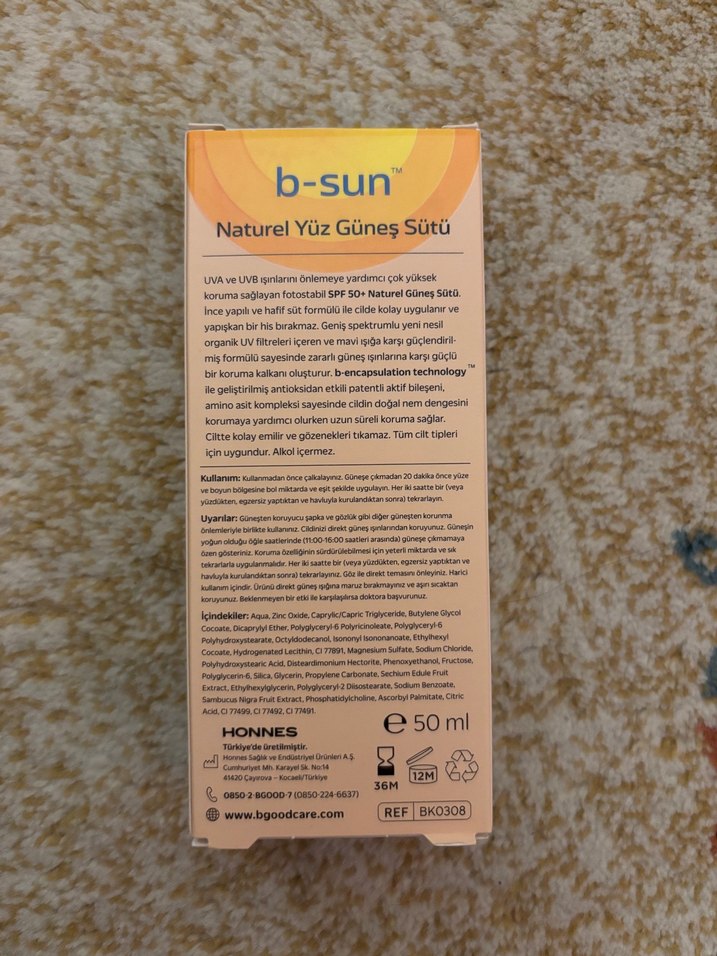 b-sun™
Naturel Yüz Güneş Sütü
UVA ve UVB ışınlarını önlemeye yardımcı çok yüksek
koruma sağlayan fotostabil SPF 50+ Naturel Güneş Sütü.
İnce yapılı ve hafif süt formülü ile cilde kolay uygulanır ve
yapışkan bir his bırakmaz. Geniş spektrumlu yeni nesil
organik UV filtreleri içeren ve mavi ışığa karşı güçlendiril-
miş formülü sayesinde zararlı güneş ışınlarına karşı güçlü
bir koruma kalkanı oluşturur. b-encapsulation technology™
ile geliştirilmiş antioksidan etkili patentli aktif bileşeni,
amino asit kompleksi sayesinde cildin doğal nem dengesini
korumaya yardımcı olurken uzun süreli koruma sağlar.
Ciltte kolay emilir ve gözenekleri tıkamaz. Tüm cilt tipleri
için uygundur. Alkol içermez.
Kullanım: Kullanmadan önce çalkalayınız. Güneşe çıkmadan 20 dakika önce yüze
ve boyun bölgesine bol miktarda ve eşit şekilde uygulayın. Her iki saatte bir (veya
yüzdükten, egzersiz yaptıktan ve havluyla kurulandıktan sonra) tekrarlayın.
Uyarılar: Güneşten koruyucu şapka ve gözlük gibi diğer güneşten korunma
önlemleriyle birlikte kullanınız. Cildinizi direkt güneş ışınlarından koruyunuz. Güneşin
yoğun olduğu öğle saatlerinde (11:00-16:00 saatleri arasında) güneşe çıkmamaya
özen gösteriniz. Koruma özelliğinin sürdürülebilmesi için yeterli miktarda ve sık
tekrarlarla uygulanmalıdır. Her iki saatte bir (veya yüzdükten, egzersiz yaptıktan ve
havluyla kurulandıktan sonra) tekrarlayınız. Göz ile direkt temasını önleyiniz. Harici
kullanım içindir. Ürünü direkt güneş ışığına maruz bırakmayınız ve aşırı sıcaktan
koruyunuz. Beklenmeyen bir etki ile karşılaşılırsa doktora başvurunuz.
İçindekiler: Aqua, Zinc Oxide, Caprylic/Capric Triglyceride, Butylene Glycol
Cocoate, Dicaprylyl Ether, Polyglyceryl-6 Polyricinoleate, Polyglyceryl-6
Polyhydroxystearate, Octyldodecanol, Isononyl Isononanoate, Ethylhexyl
Cocoate, Hydrogenated Lecithin, CI 77891, Magnesium Sulfate, Sodium Chloride,
Polyhydroxystearic Acid, Disteardimonium Hectorite, Phenoxyethanol, Fructose,
Polyglycerin-6, Silica, Glycerin, Propylene Carbonate, Sechium Edule Fruit
Extract, Ethylhexylglycerin, Polyglyceryl-2 Diisostearate, Sodium Benzoate,
Sambucus Nigra Fruit Extract, Phosphatidylcholine, Ascorbyl Palmitate, Citric
Acid, CI 77499, CI 77492, CI 77491.
℮ 50 ml
HONNES
Türkiye'de üretilmiştir.
Honnes Sağlık ve Endüstriyel Ürünleri A.Ş.
Cumhuriyet Mh. Karayel Sk. No:14
41420 Çayırova – Kocaeli/Türkiye
36M
12M
0850·2·BGOOD·7 (0850-224-6637)
www.bgoodcare.com
REF BK0308